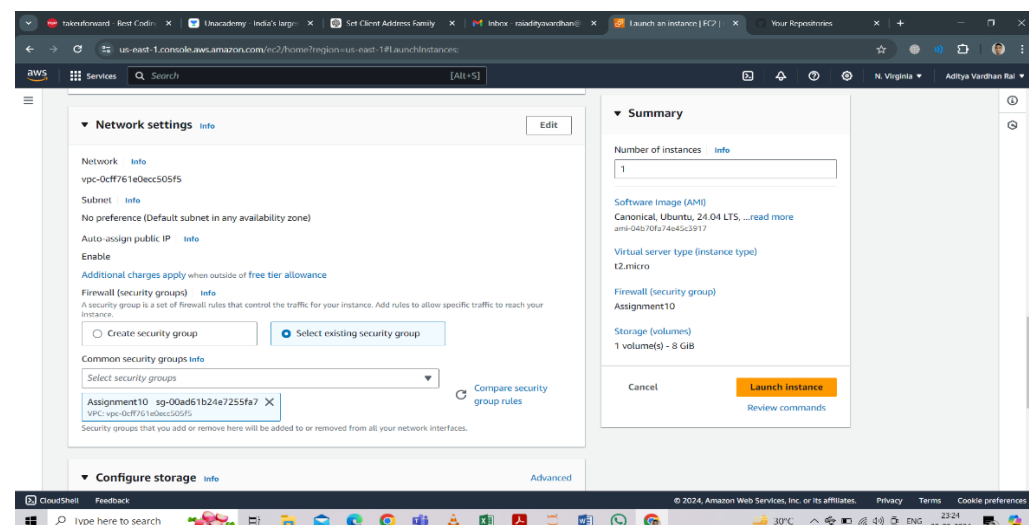 takeuforward - Best Codin
Unacademy - India's large
Set Client Address Family
Inbox - raiadityavardhan@
Launch an instance | EC2 |
Your Repositories
us-east-1.console.aws.amazon.com/ec2/home?region=us-east-1#LaunchInstances:
aws
Services
Search
[Alt+S]
N. Virginia
Aditya Vardhan Rai
Network settings Info
Edit
Network Info
vpc-0cff761e0ecc505f5
Subnet Info
No preference (Default subnet in any availability zone)
Auto-assign public IP Info
Enable
Additional charges apply when outside of free tier allowance
Firewall (security groups) Info
A security group is a set of firewall rules that control the traffic for your instance. Add rules to allow specific traffic to reach your
instance.
Create security group
Select existing security group
Common security groups Info
Select security groups
Assignment10 sg-00ad61b24e7255fa7
VPC: vpc-0cff761e0ecc505f5
Compare security
group rules
Security groups that you add or remove here will be added to or removed from all your network interfaces.
Configure storage Info
Advanced
Summary
Number of instances Info
1
Software Image (AMI)
Canonical, Ubuntu, 24.04 LTS, ...read more
ami-04b70fa74e45c3917
Virtual server type (instance type)
t2.micro
Firewall (security group)
Assignment10
Storage (volumes)
1 volume(s) - 8 GiB
Cancel
Launch instance
Review commands
CloudShell
Feedback
© 2024, Amazon Web Services, Inc. or its affiliates.
Privacy
Terms
Cookie preferences
Type here to search
30°C
ENG
23:24